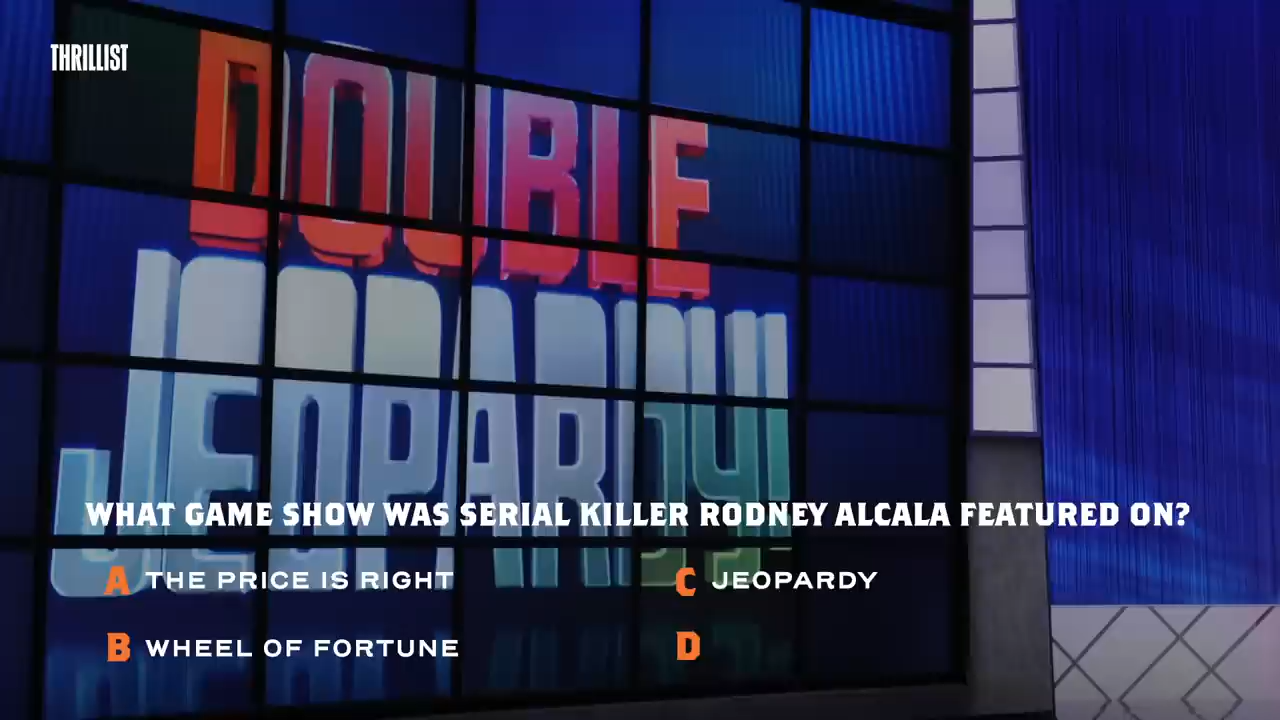 THRILLIST
DOUBLE
JEOPARDY!
WHAT GAME SHOW WAS SERIAL KILLER RODNEY ALCALA FEATURED ON?
A THE PRICE IS RIGHT
B WHEEL OF FORTUNE
C JEOPARDY
D